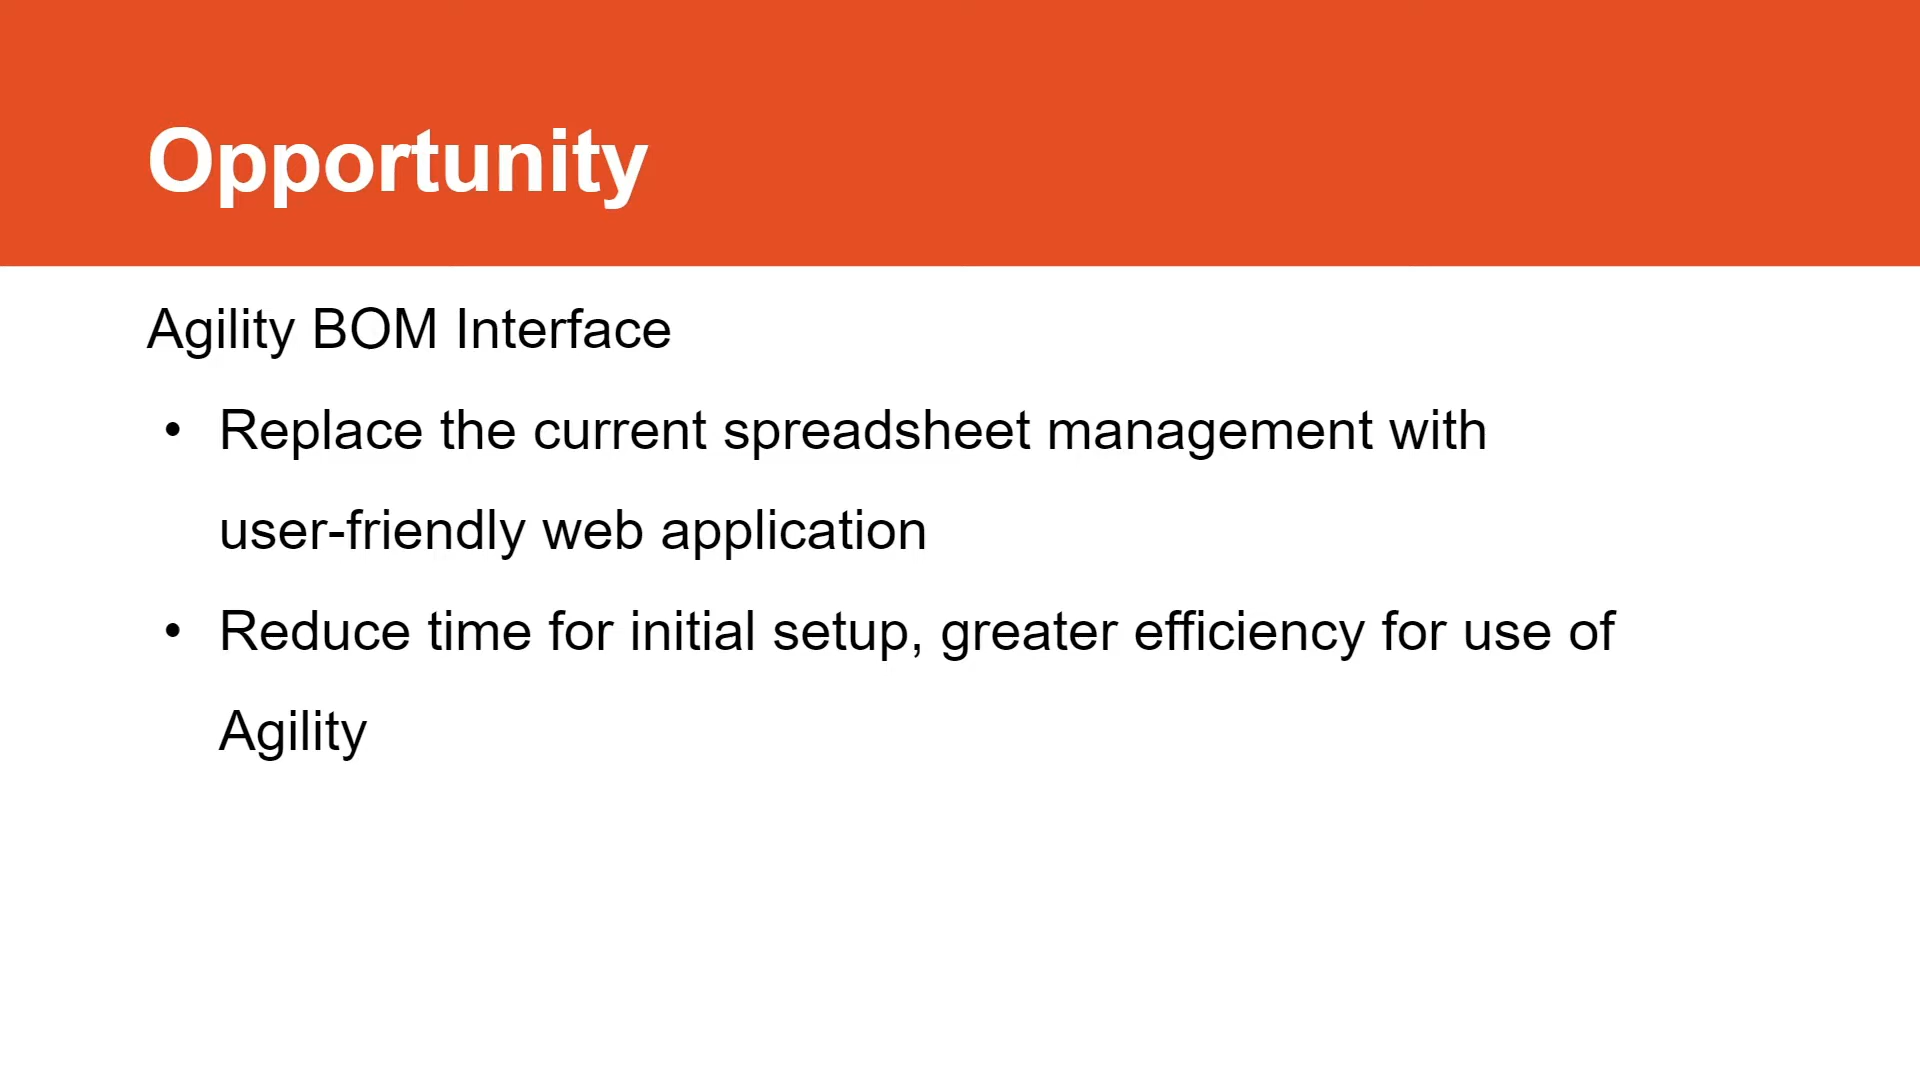 Opportunity
Agility BOM Interface
• Replace the current spreadsheet management with
user-friendly web application
• Reduce time for initial setup, greater efficiency for use of
Agility